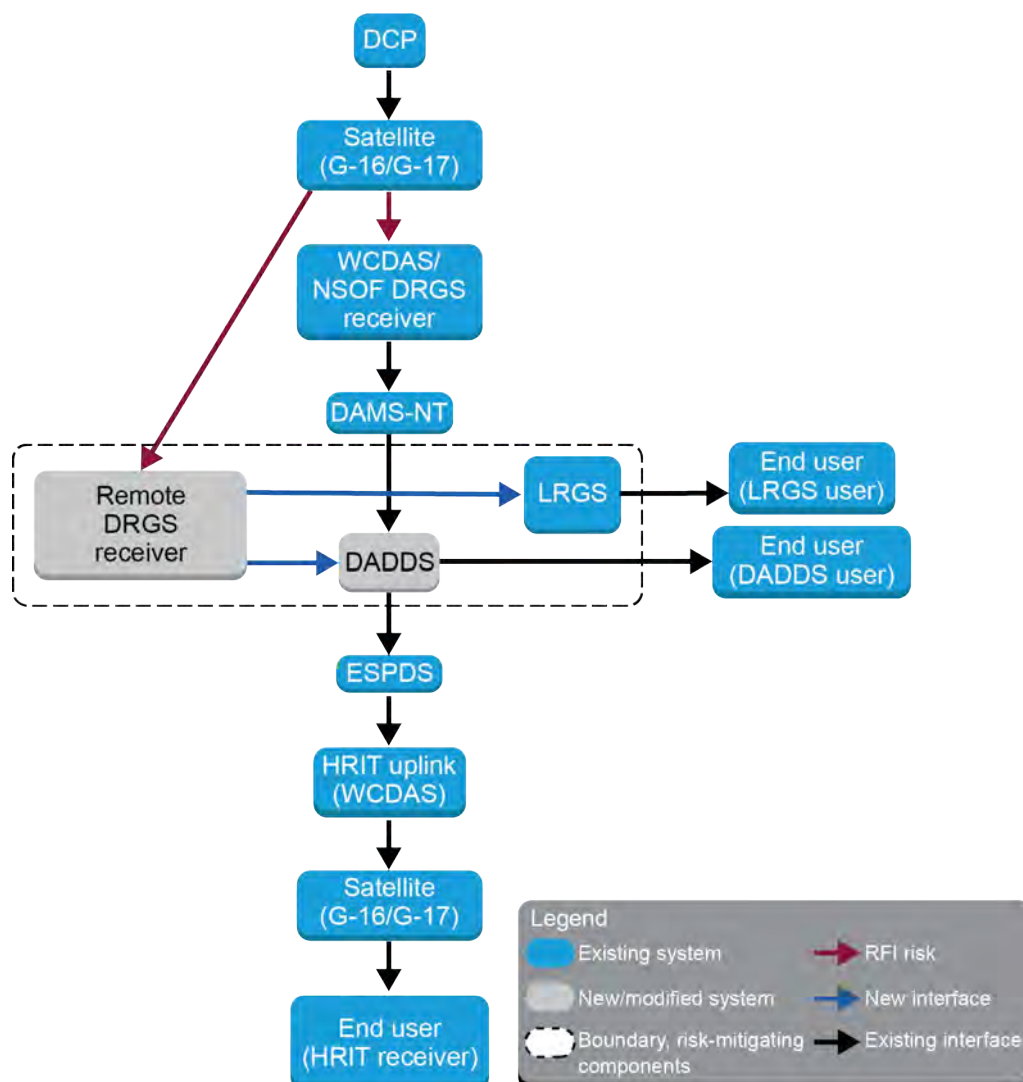 DCP
Satellite
(G-16/G-17)
WCDAS/
NSOF DRGS
receiver
DAMS-NT
Remote
DRGS
receiver
LRGS
End user
(LRGS user)
DADDS
End user
(DADDS user)
ESPDS
HRIT uplink
(WCDAS)
Satellite
(G-16/G-17)
End user
(HRIT receiver)
Legend
Existing system
RFI risk
New/modified system
New interface
Boundary, risk-mitigating
components
Existing interface